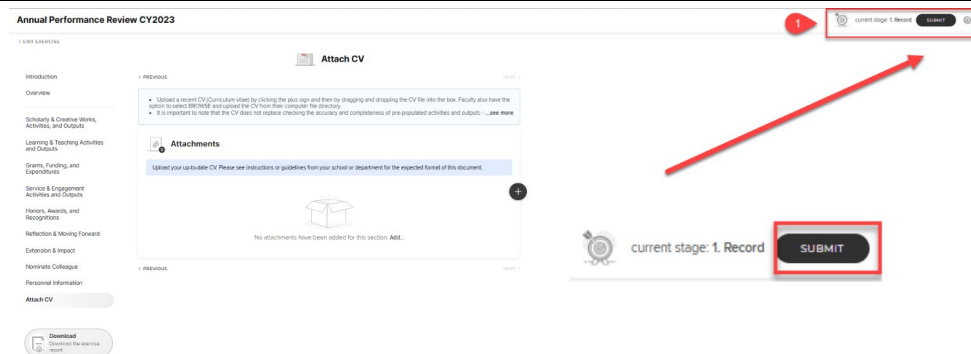 Annual Performance Review CY2023
1
current stage: 1. Record
SUBMIT
< EXIT EXERCISE
Attach CV
Introduction
Overview
Scholarly & Creative Works,
Activities, and Outputs
Learning & Teaching Activities
and Outputs
Grants, Funding, and
Expenditures
Service & Engagement
Activities and Outputs
Honors, Awards, and
Recognitions
Reflection & Moving Forward
Extension & Impact
Nominate Colleague
Personnel Information
Attach CV
Download
Download the exercise
report
< PREVIOUS
NEXT >
• Upload a recent CV (Curriculum vitae) by clicking the plus sign and then by dragging and dropping the CV file into the box. Faculty also have the
option to select BROWSE and upload the CV from their computer file directory.
• It is important to note that the CV does not replace checking the accuracy and completeness of pre-populated activities and outputs ...see more
Attachments
Upload your up-to-date CV. Please see instructions or guidelines from your school or department for the expected format of this document.
No attachments have been added for this section. Add...
< PREVIOUS
NEXT >
current stage: 1. Record
SUBMIT